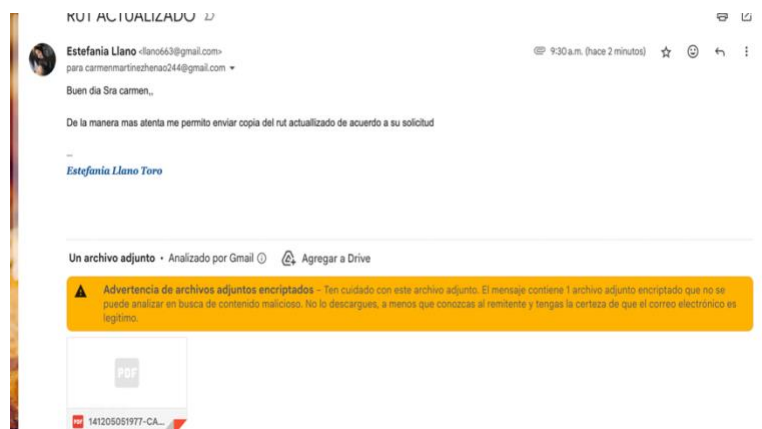 RUT ACTUALIZADO
Estefania Llano <llano663@gmail.com>
9:30 a.m. (hace 2 minutos)
para carmenmartinezhenao244@gmail.com
Buen dia Sra carmen,,
De la manera mas atenta me permito enviar copia del rut actuallizado de acuerdo a su solicitud
--
Estefanía Llano Toro
Un archivo adjunto • Analizado por Gmail
Agregar a Drive
Advertencia de archivos adjuntos encriptados – Ten cuidado con este archivo adjunto. El mensaje contiene 1 archivo adjunto encriptado que no se
puede analizar en busca de contenido malicioso. No lo descargues, a menos que conozcas al remitente y tengas la certeza de que el correo electrónico es
legítimo.
PDF
PDF 141205051977-CA...